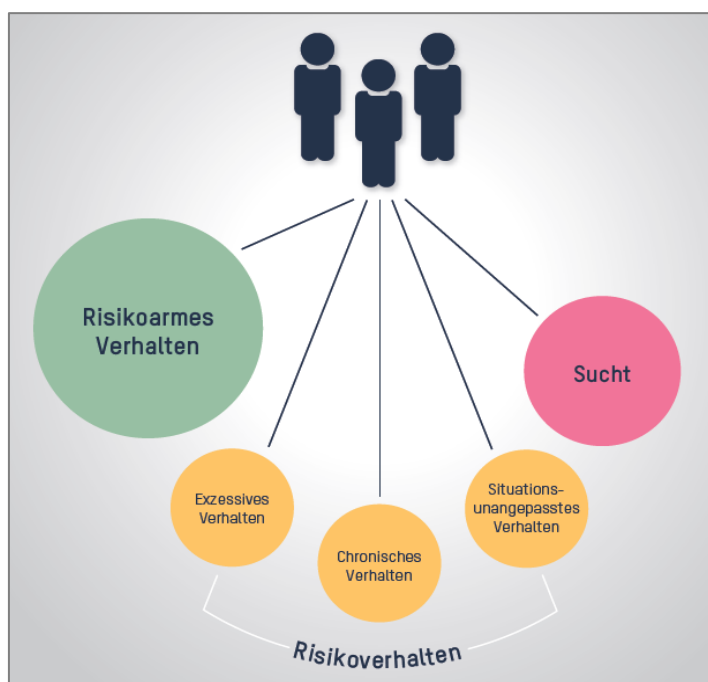 Risikoarmes
Verhalten
Sucht
Exzessives
Verhalten
Chronisches
Verhalten
Situations-
unangepasstes
Verhalten
Risikoverhalten